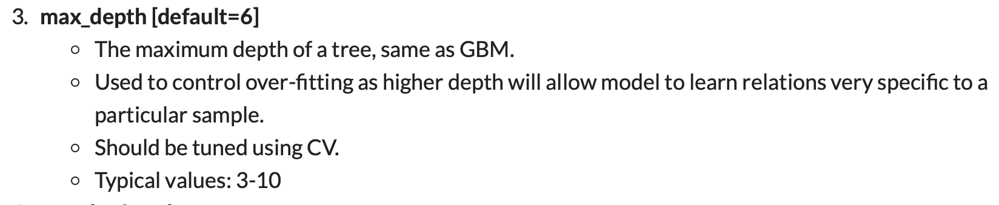 3. max_depth [default=6]
○ The maximum depth of a tree, same as GBM.
○ Used to control over-fitting as higher depth will allow model to learn relations very specific to a
particular sample.
○ Should be tuned using CV.
○ Typical values: 3-10